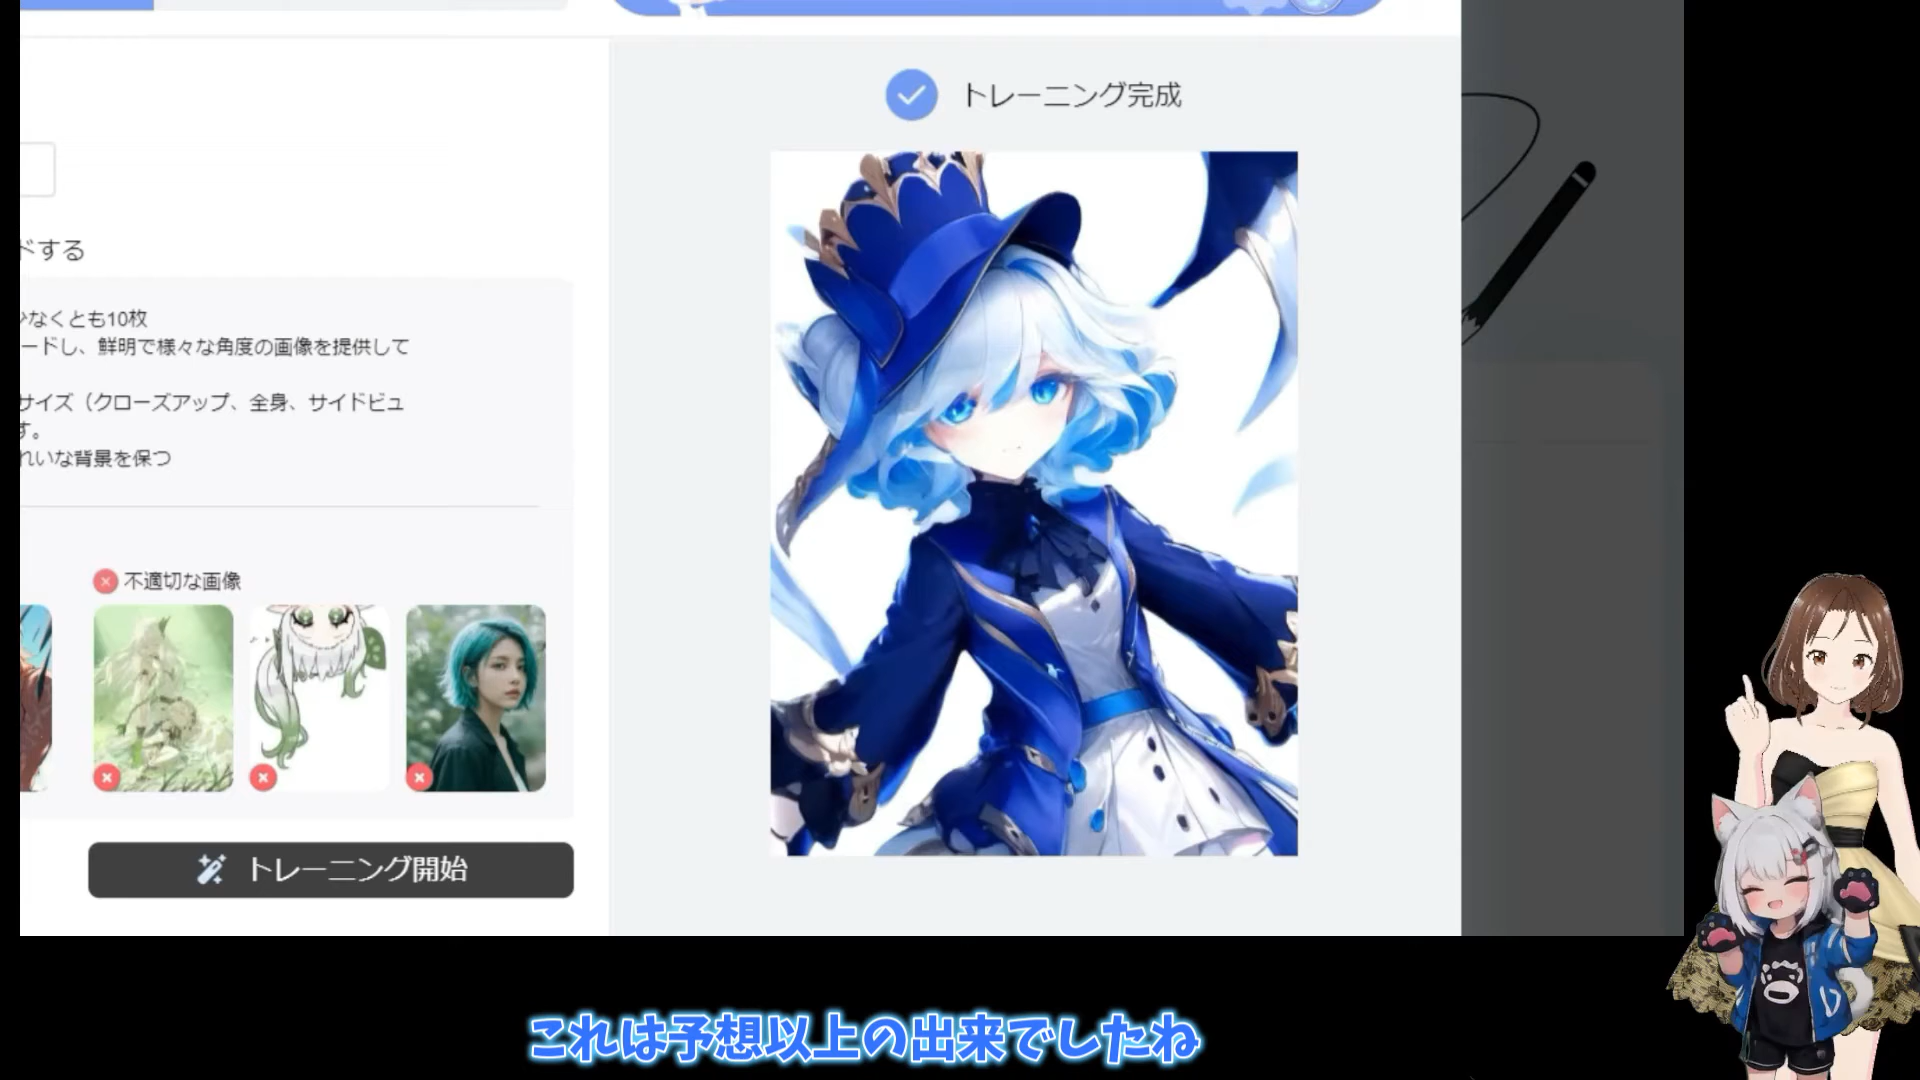 トレーニング完成
ドする
少なくとも10枚
ードし、鮮明で様々な角度の画像を提供して
サイズ（クローズアップ、全身、サイドビュ
す。
れいな背景を保つ
不適切な画像
トレーニング開始
これは予想以上の出来でしたね